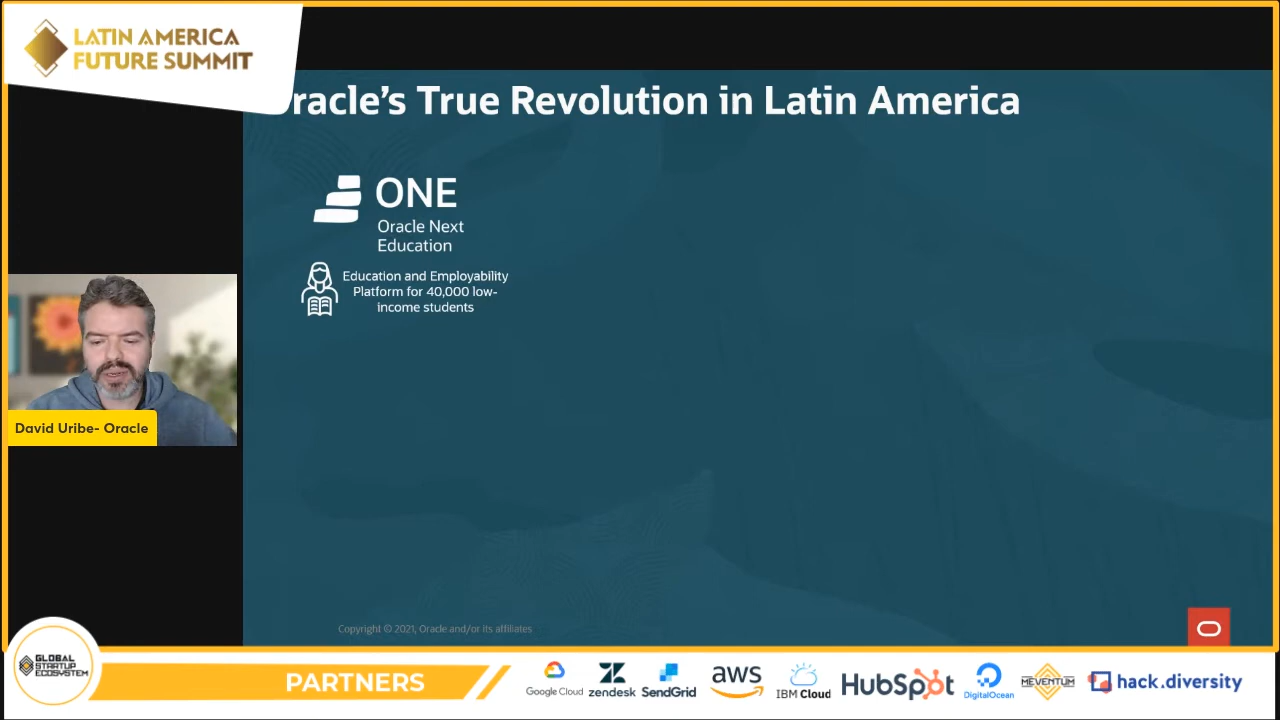 LATIN AMERICA
FUTURE SUMMIT
Oracle's True Revolution in Latin America
ONE
Oracle Next
Education
Education and Employability
Platform for 40,000 low-
income students
David Uribe- Oracle
Copyright © 2021, Oracle and/or its affiliates
GLOBAL
STARTUP
ECOSYSTEM
PARTNERS
Google Cloud
zendesk
SendGrid
aws
IBM Cloud
HubSpot
DigitalOcean
MEVENTUM
hack.diversity